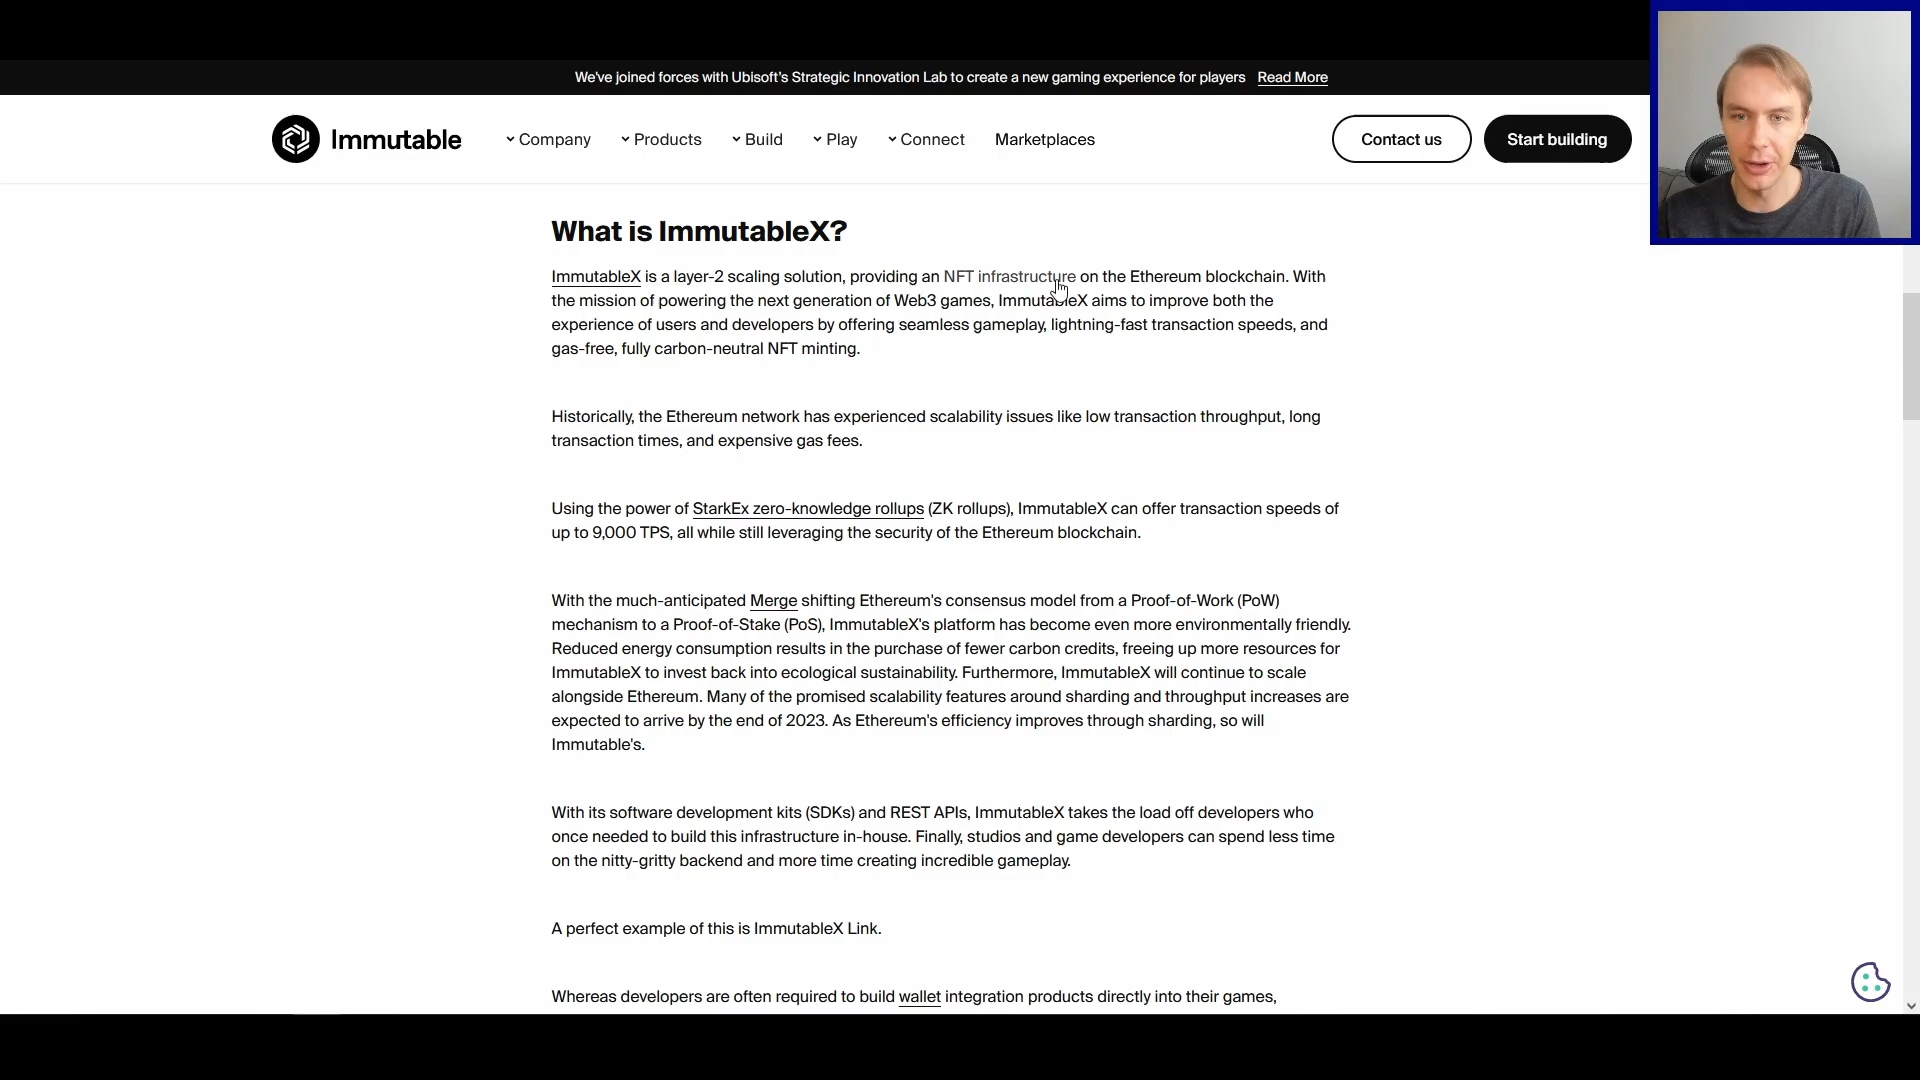 We've joined forces with Ubisoft's Strategic Innovation Lab to create a new gaming experience for players Read More
Immutable Company Products Build Play Connect Marketplaces Contact us Start building
What is ImmutableX?
ImmutableX is a layer-2 scaling solution, providing an NFT infrastructure on the Ethereum blockchain. With
the mission of powering the next generation of Web3 games, ImmutableX aims to improve both the
experience of users and developers by offering seamless gameplay, lightning-fast transaction speeds, and
gas-free, fully carbon-neutral NFT minting.
Historically, the Ethereum network has experienced scalability issues like low transaction throughput, long
transaction times, and expensive gas fees.
Using the power of StarkEx zero-knowledge rollups (ZK rollups), ImmutableX can offer transaction speeds of
up to 9,000 TPS, all while still leveraging the security of the Ethereum blockchain.
With the much-anticipated Merge shifting Ethereum's consensus model from a Proof-of-Work (PoW)
mechanism to a Proof-of-Stake (PoS), ImmutableX's platform has become even more environmentally friendly.
Reduced energy consumption results in the purchase of fewer carbon credits, freeing up more resources for
ImmutableX to invest back into ecological sustainability. Furthermore, ImmutableX will continue to scale
alongside Ethereum. Many of the promised scalability features around sharding and throughput increases are
expected to arrive by the end of 2023. As Ethereum's efficiency improves through sharding, so will
Immutable's.
With its software development kits (SDKs) and REST APIs, ImmutableX takes the load off developers who
once needed to build this infrastructure in-house. Finally, studios and game developers can spend less time
on the nitty-gritty backend and more time creating incredible gameplay.
A perfect example of this is ImmutableX Link.
Whereas developers are often required to build wallet integration products directly into their games,